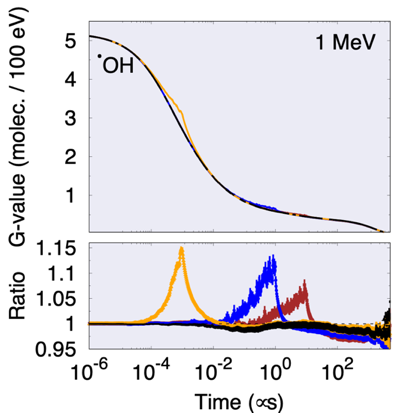 G-value (molec. / 100 eV)
5
4
3
2
1
•OH
1 MeV
Ratio
1.15
1.10
1.05
1
0.95
10⁻⁶ 10⁻⁴ 10⁻² 10⁰ 10²
Time (∝s)